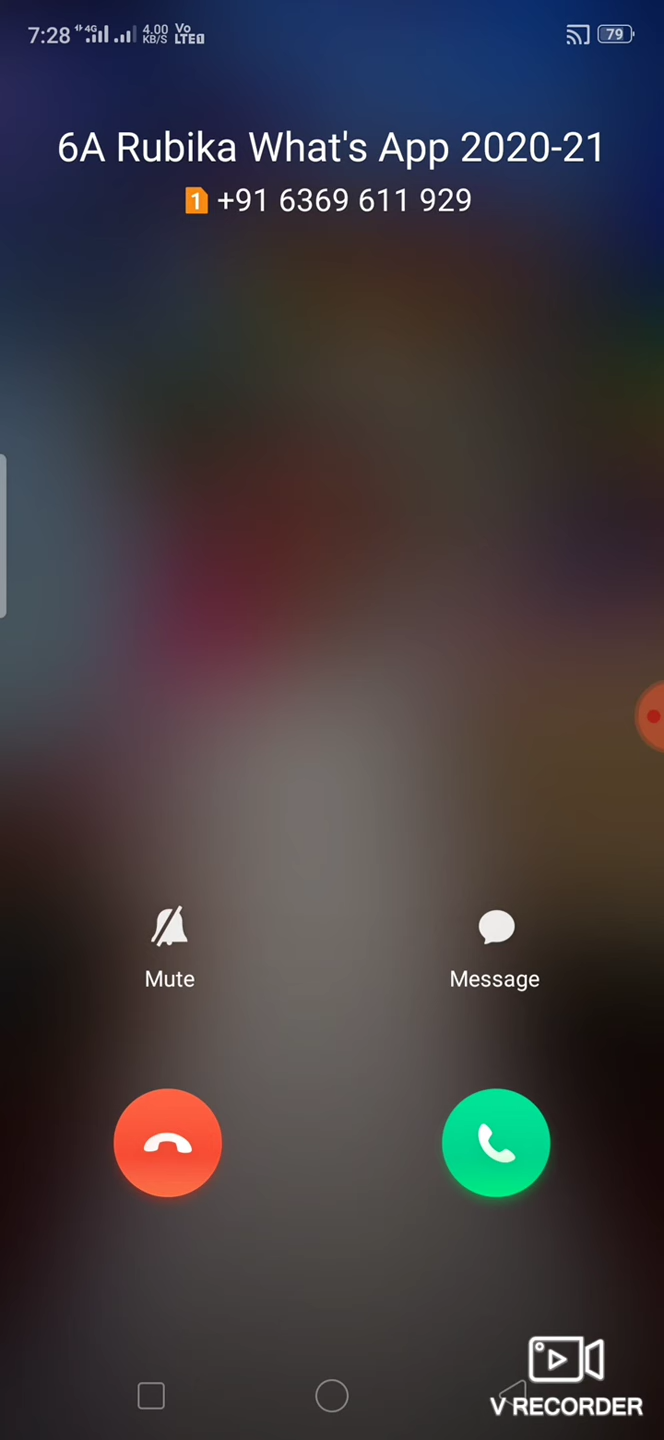 7:28 4G 4.00 KB/S Vo LTE 79
6A Rubika What's App 2020-21
1 +91 6369 611 929
Mute Message
V RECORDER